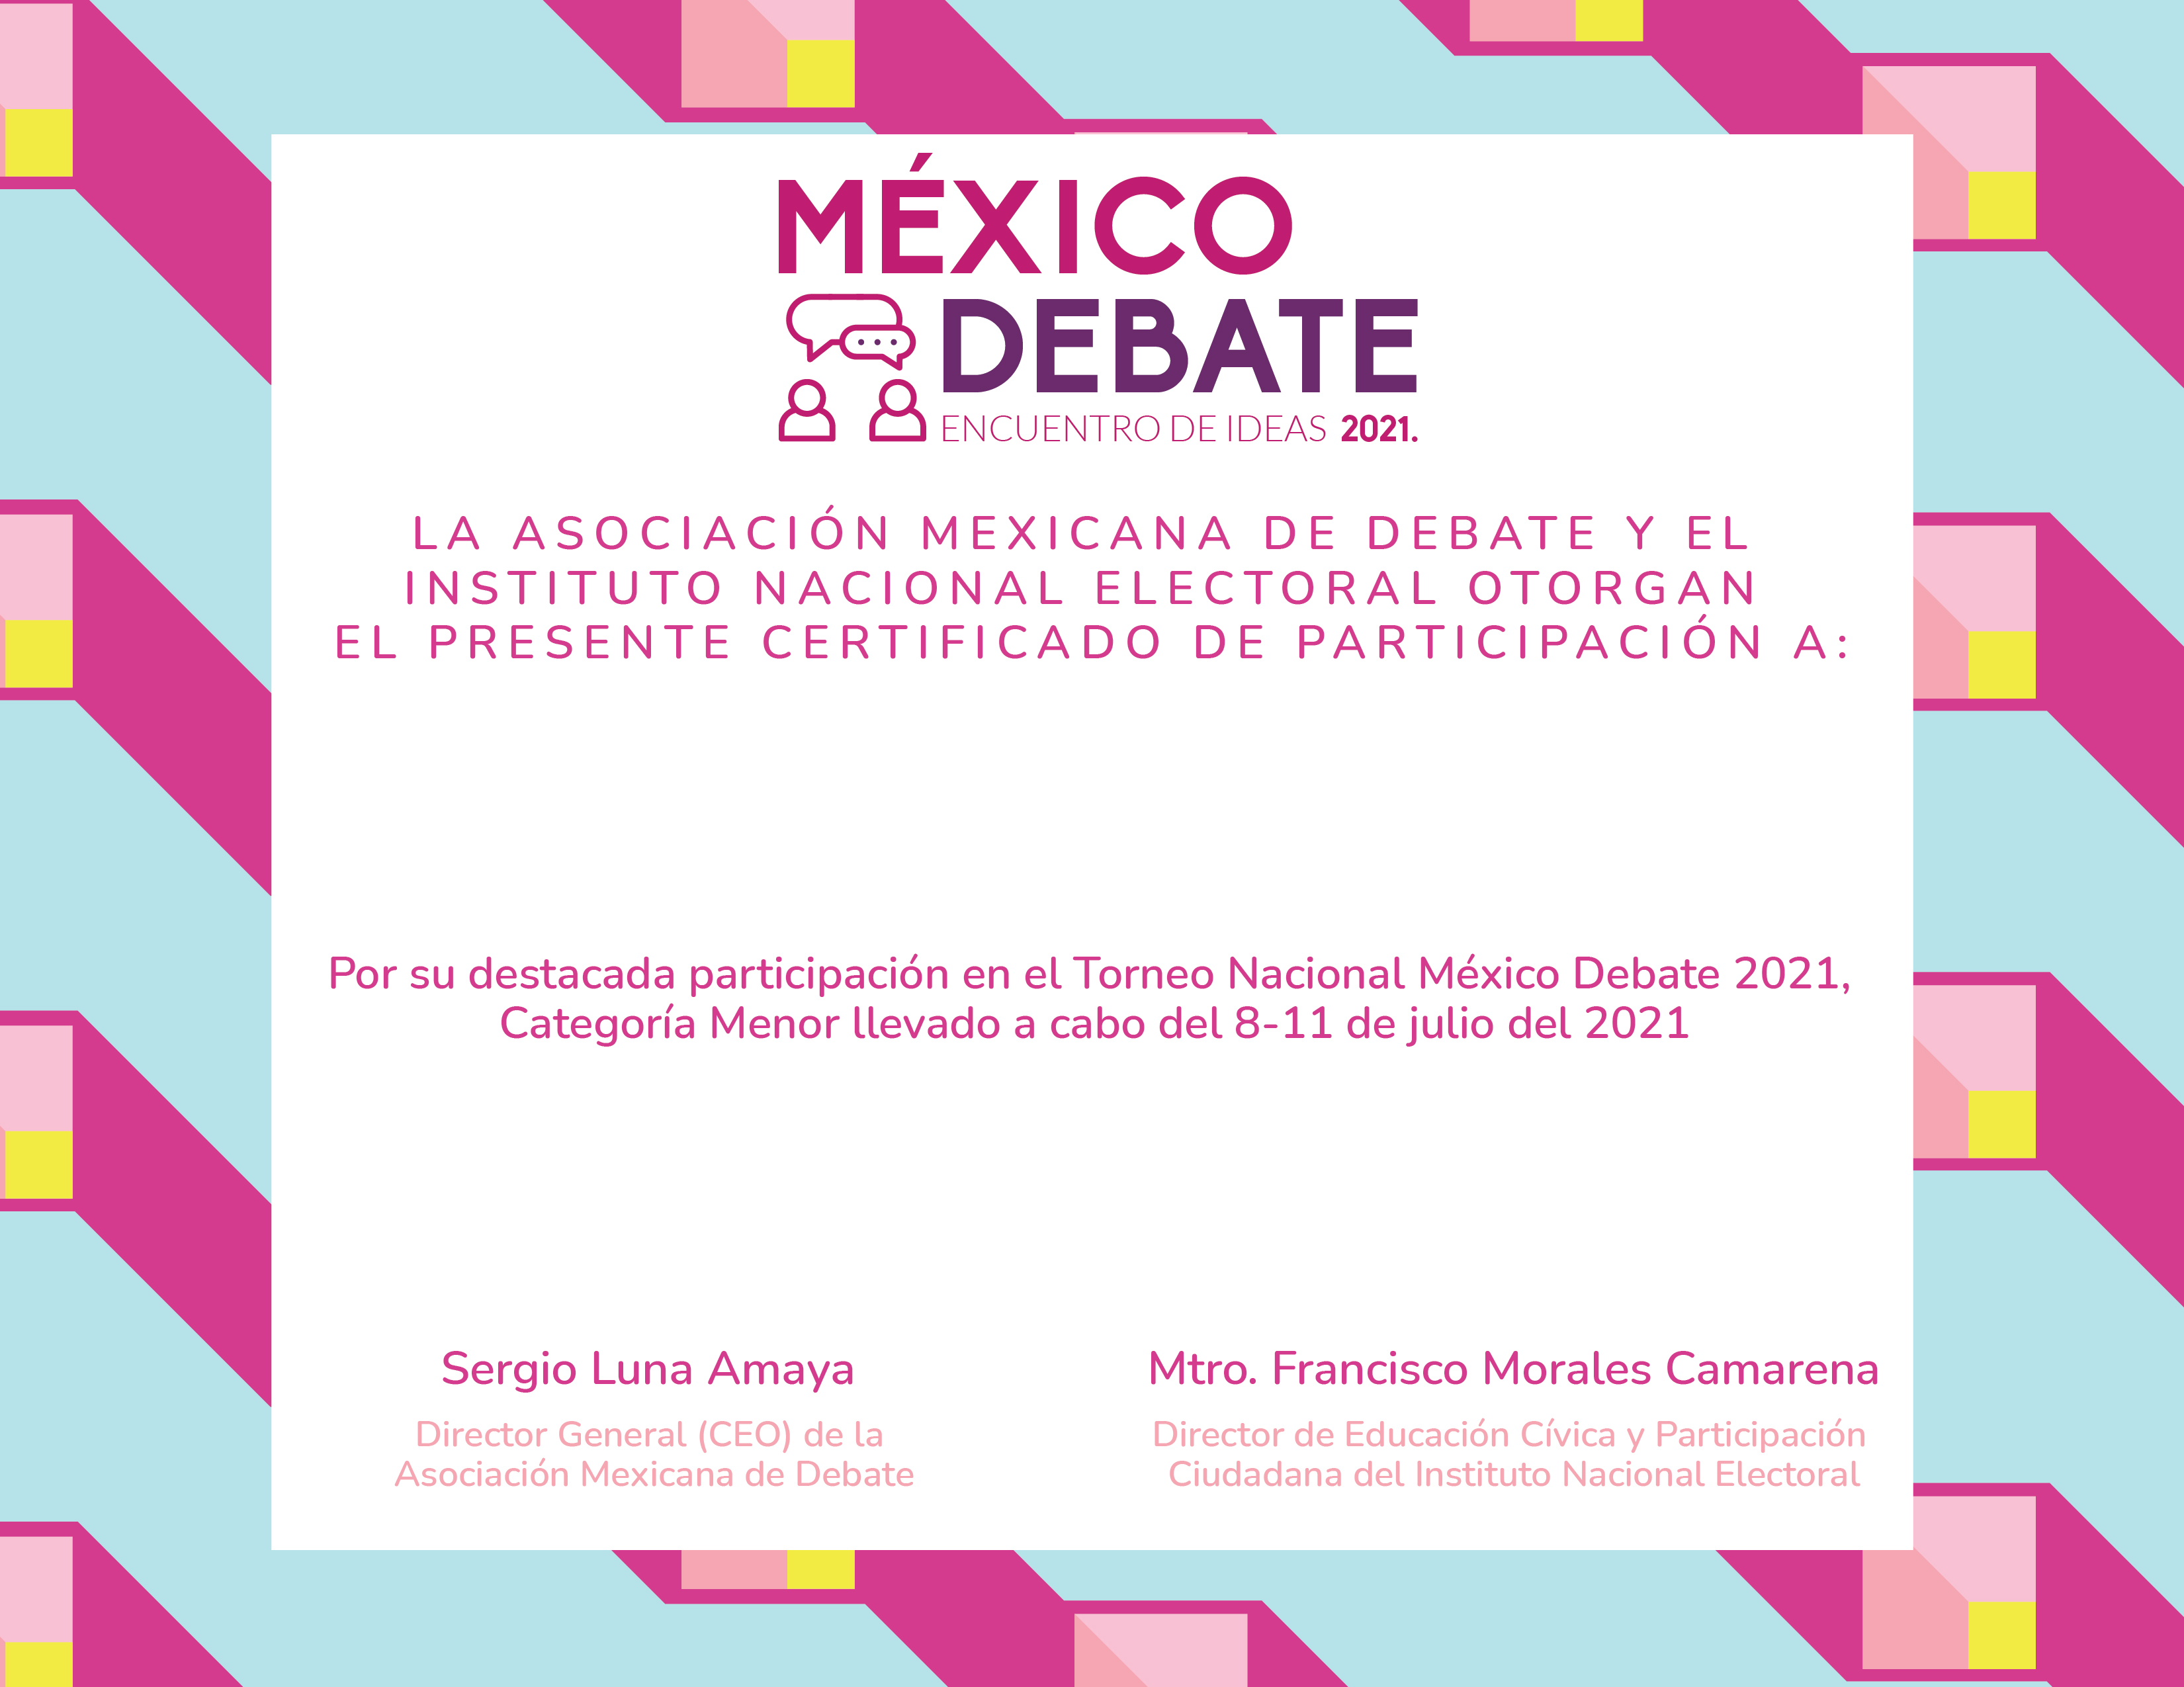 MÉXICO
DEBATE
ENCUENTRO DE IDEAS 2021.
LA ASOCIACIÓN MEXICANA DE DEBATE Y EL
INSTITUTO NACIONAL ELECTORAL OTORGAN
EL PRESENTE CERTIFICADO DE PARTICIPACIÓN A:
Por su destacada participación en el Torneo Nacional México Debate 2021,
Categoría Menor llevado a cabo del 8-11 de julio del 2021
Sergio Luna Amaya
Director General (CEO) de la
Asociación Mexicana de Debate
Mtro. Francisco Morales Camarena
Director de Educación Cívica y Participación
Ciudadana del Instituto Nacional Electoral